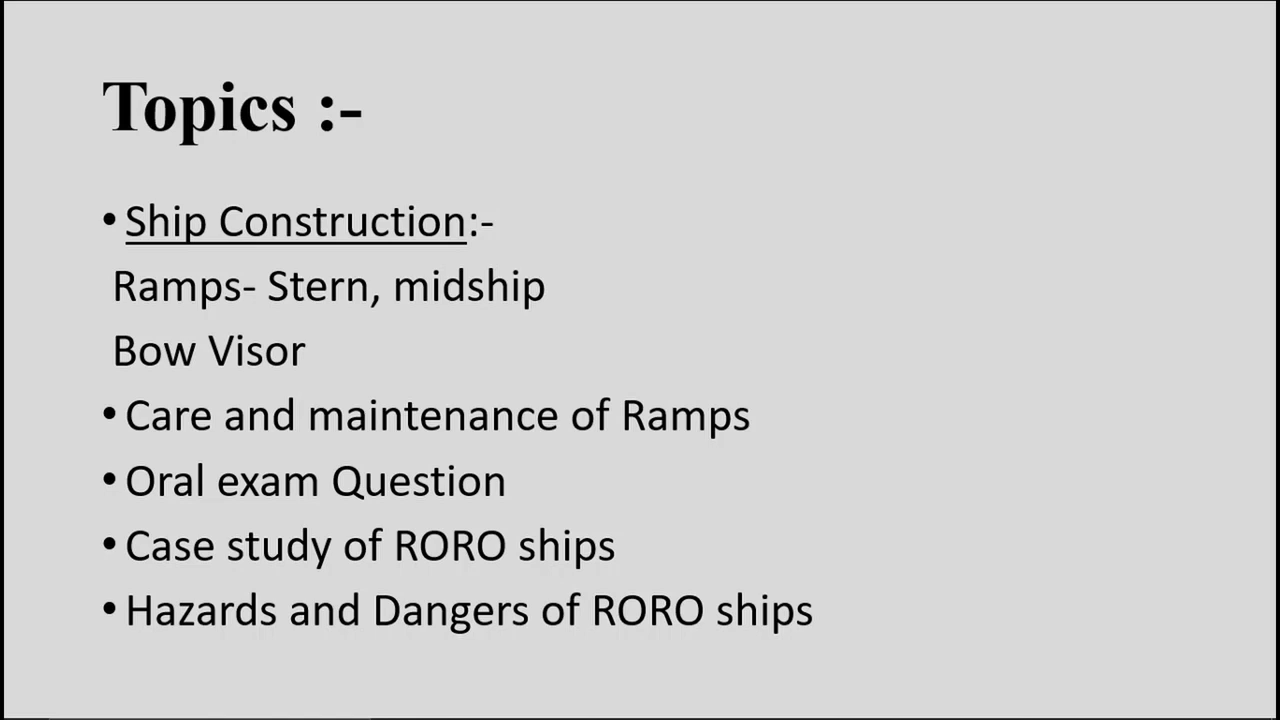 Topics :-
• Ship Construction:-
Ramps- Stern, midship
Bow Visor
• Care and maintenance of Ramps
• Oral exam Question
• Case study of RORO ships
• Hazards and Dangers of RORO ships